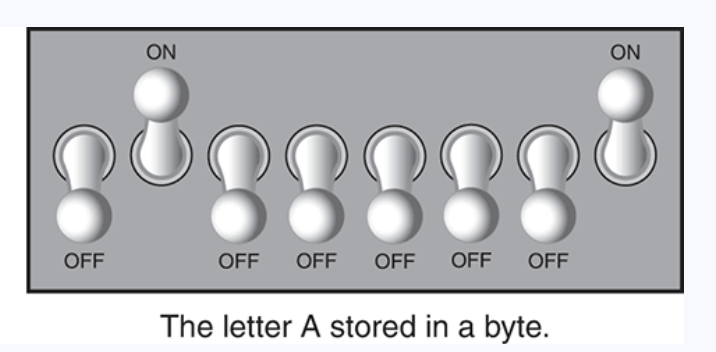 ON ON
OFF OFF OFF OFF OFF OFF
The letter A stored in a byte.